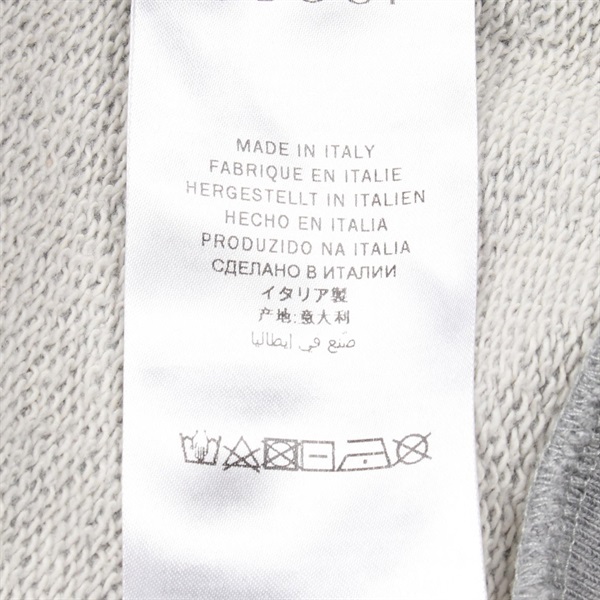 MADE IN ITALY
FABRIQUE EN ITALIE
HERGESTELLT IN ITALIEN
HECHO EN ITALIA
PRODUZIDO NA ITALIA
СДЕЛАНО В ИТАЛИИ
イタリア製
产地:意大利
صنع في إيطاليا